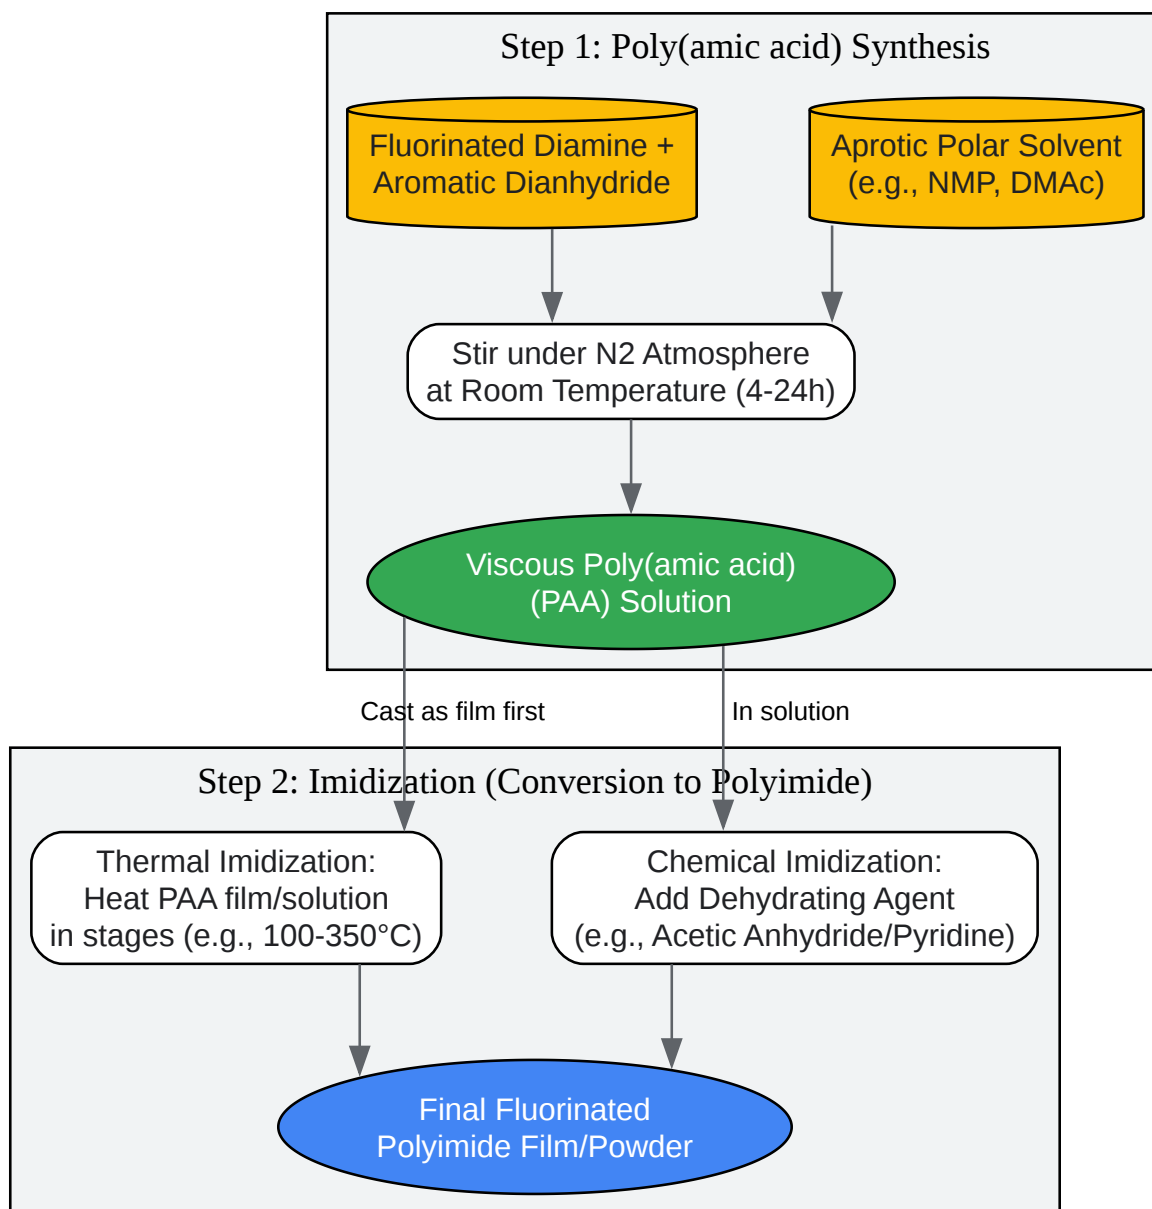 Step 1: Poly(amic acid) Synthesis
Fluorinated Diamine +
Aromatic Dianhydride
Aprotic Polar Solvent
(e.g., NMP, DMAc)
Stir under N2 Atmosphere
at Room Temperature (4-24h)
Viscous Poly(amic acid)
(PAA) Solution
Cast as film first
In solution
Step 2: Imidization (Conversion to Polyimide)
Thermal Imidization:
Heat PAA film/solution
in stages (e.g., 100-350°C)
Chemical Imidization:
Add Dehydrating Agent
(e.g., Acetic Anhydride/Pyridine)
Final Fluorinated
Polyimide Film/Powder